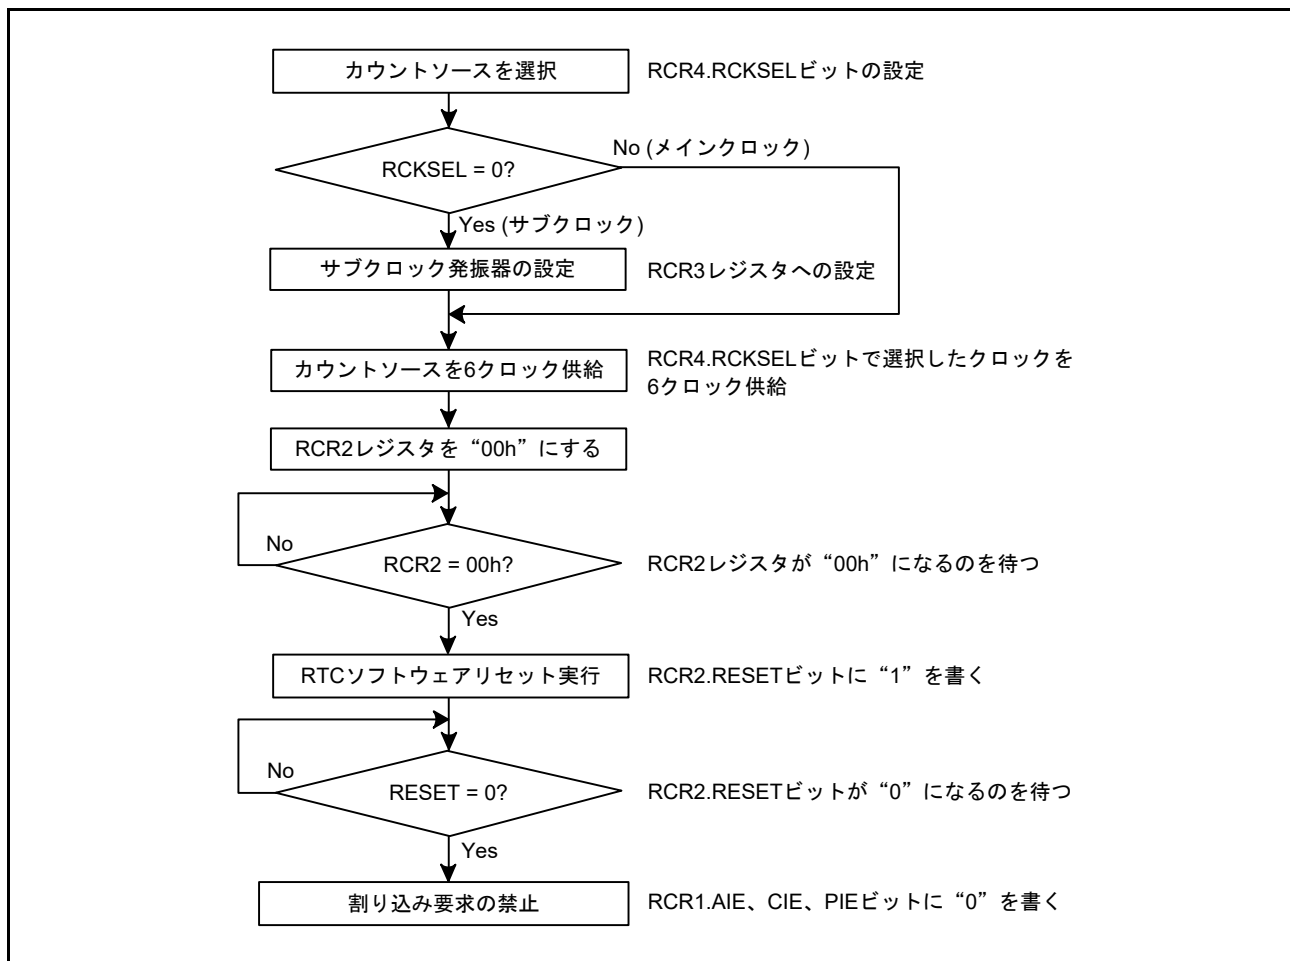 カウントソースを選択
RCR4.RCKSELビットの設定
RCKSEL = 0?
No (メインクロック)
Yes (サブクロック)
サブクロック発振器の設定
RCR3レジスタへの設定
カウントソースを6クロック供給
RCR4.RCKSELビットで選択したクロックを
6クロック供給
RCR2レジスタを“00h”にする
No
RCR2 = 00h?
RCR2レジスタが“00h”になるのを待つ
Yes
RTCソフトウェアリセット実行
RCR2.RESETビットに“1”を書く
No
RESET = 0?
RCR2.RESETビットが“0”になるのを待つ
Yes
割り込み要求の禁止
RCR1.AIE、CIE、PIEビットに“0”を書く